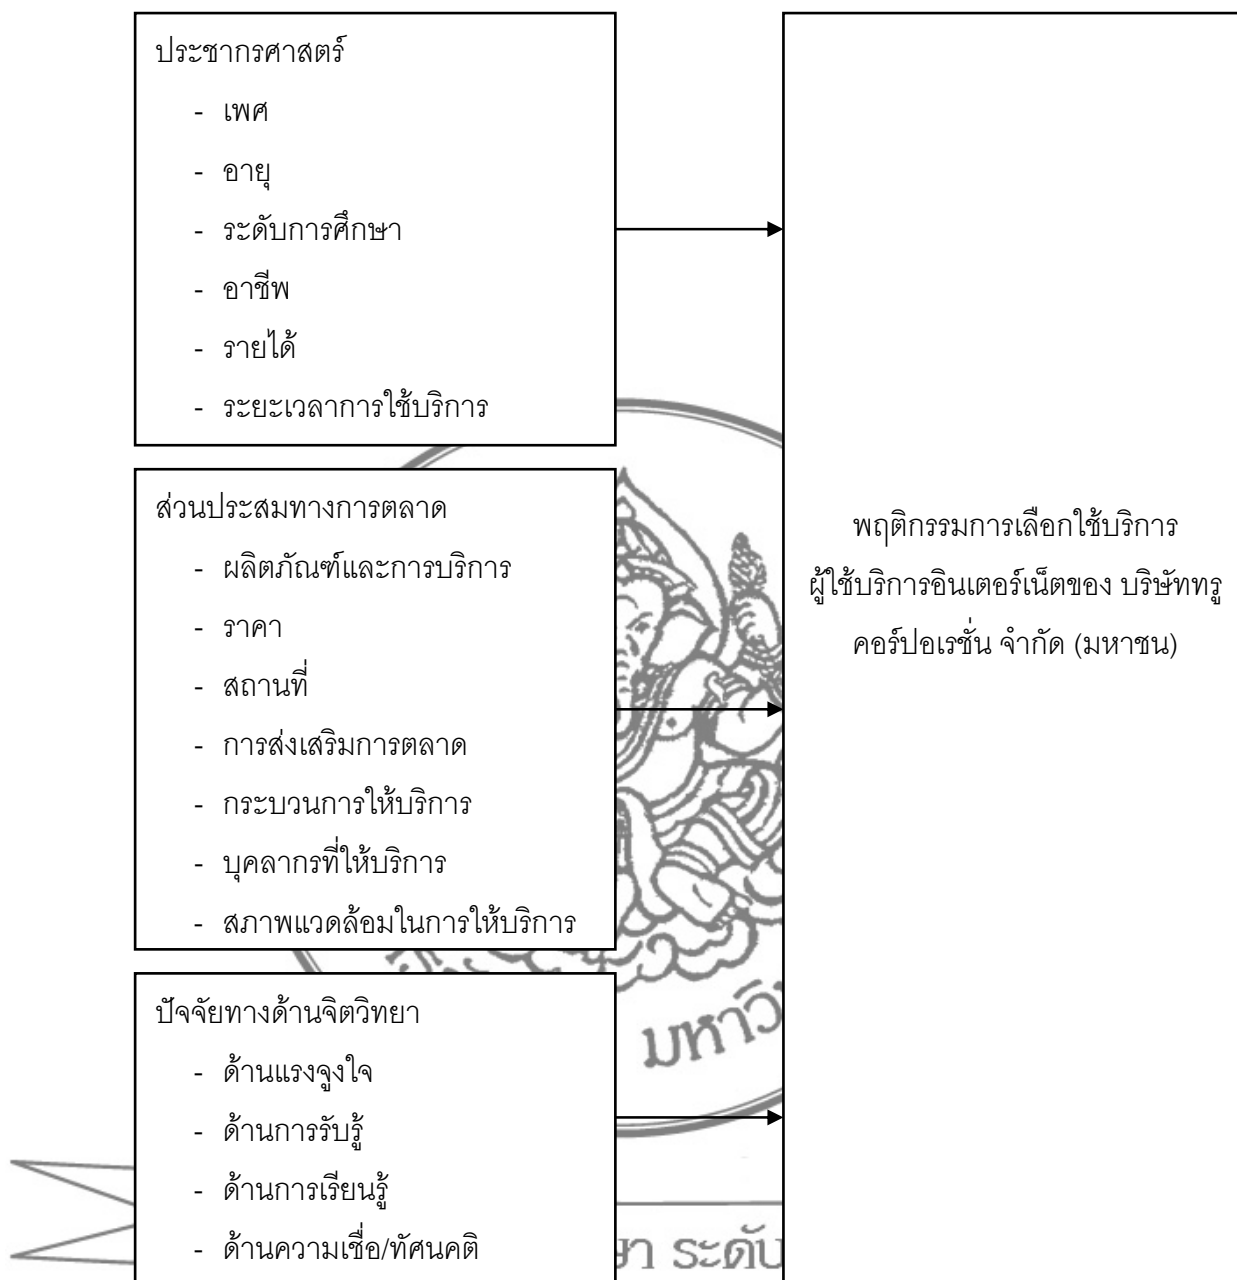 ประชากรศาสตร์
- เพศ
- อายุ
- ระดับการศึกษา
- อาชีพ
- รายได้
- ระยะเวลาการใช้บริการ
ส่วนประสมทางการตลาด
- ผลิตภัณฑ์และการบริการ
- ราคา
- สถานที่
- การส่งเสริมการตลาด
- กระบวนการให้บริการ
- บุคลากรที่ให้บริการ
- สภาพแวดล้อมในการให้บริการ
ปัจจัยทางด้านจิตวิทยา
- ด้านแรงจูงใจ
- ด้านการรับรู้
- ด้านการเรียนรู้
- ด้านความเชื่อ/ทัศนคติ
พฤติกรรมการเลือกใช้บริการ
ผู้ใช้บริการอินเตอร์เน็ตของ บริษัททรู
คอร์ปอเรชั่น จำกัด (มหาชน)
มหาวิ
ษา ระดับ